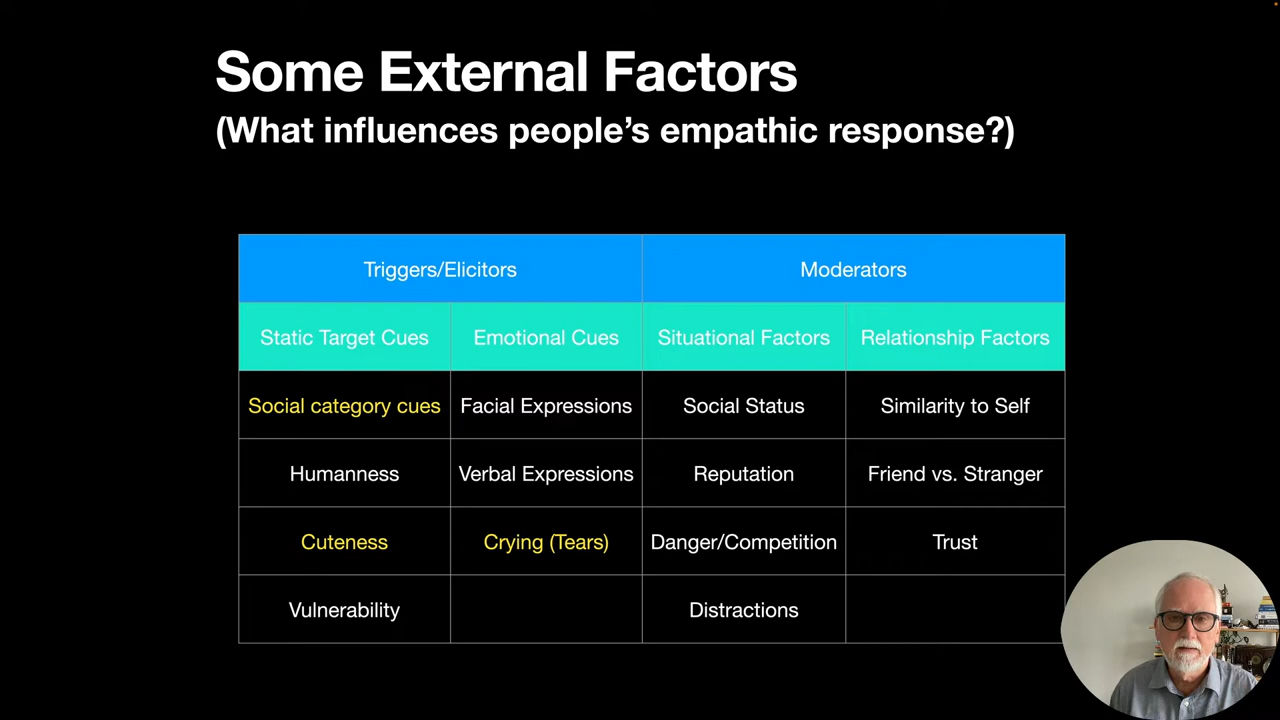 Some External Factors
(What influences people’s empathic response?)
Triggers/Elicitors Moderators
Static Target Cues Emotional Cues Situational Factors Relationship Factors
Social category cues Facial Expressions Social Status Similarity to Self
Humanness Verbal Expressions Reputation Friend vs. Stranger
Cuteness Crying (Tears) Danger/Competition Trust
Vulnerability Distractions